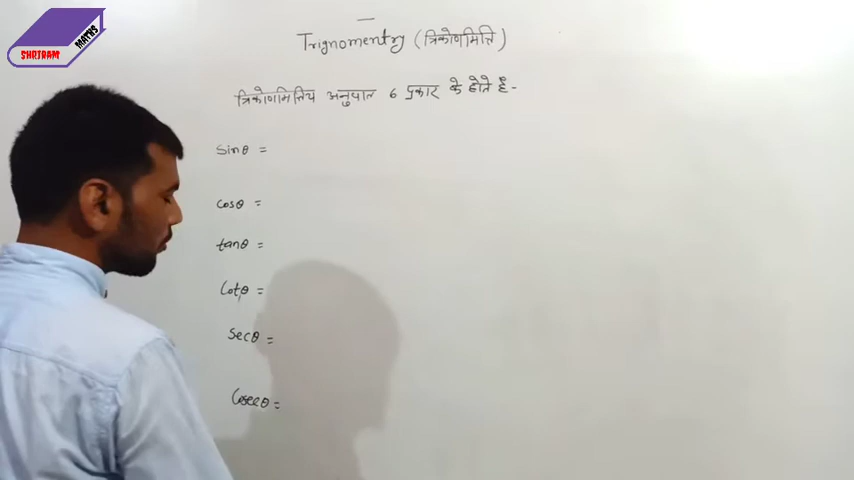 SHRIRAM MATHS
Trignomentry (त्रिकोणमिति)
त्रिकोणमितिय अनुपात 6 प्रकार के होते हैं-
Sinθ =
cosθ =
tanθ =
Cotθ =
Secθ =
Cosecθ =